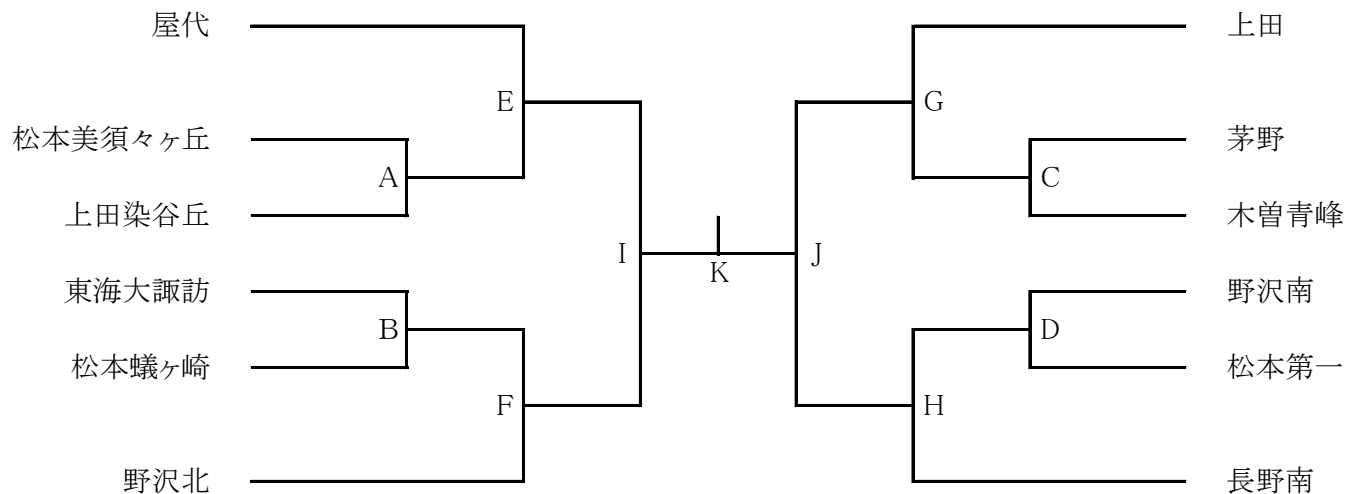 屋代
上田
E
G
松本美須々ヶ丘
茅野
A
C
上田染谷丘
木曽青峰
I
J
K
東海大諏訪
野沢南
B
D
松本蟻ヶ崎
松本第一
F
H
野沢北
長野南